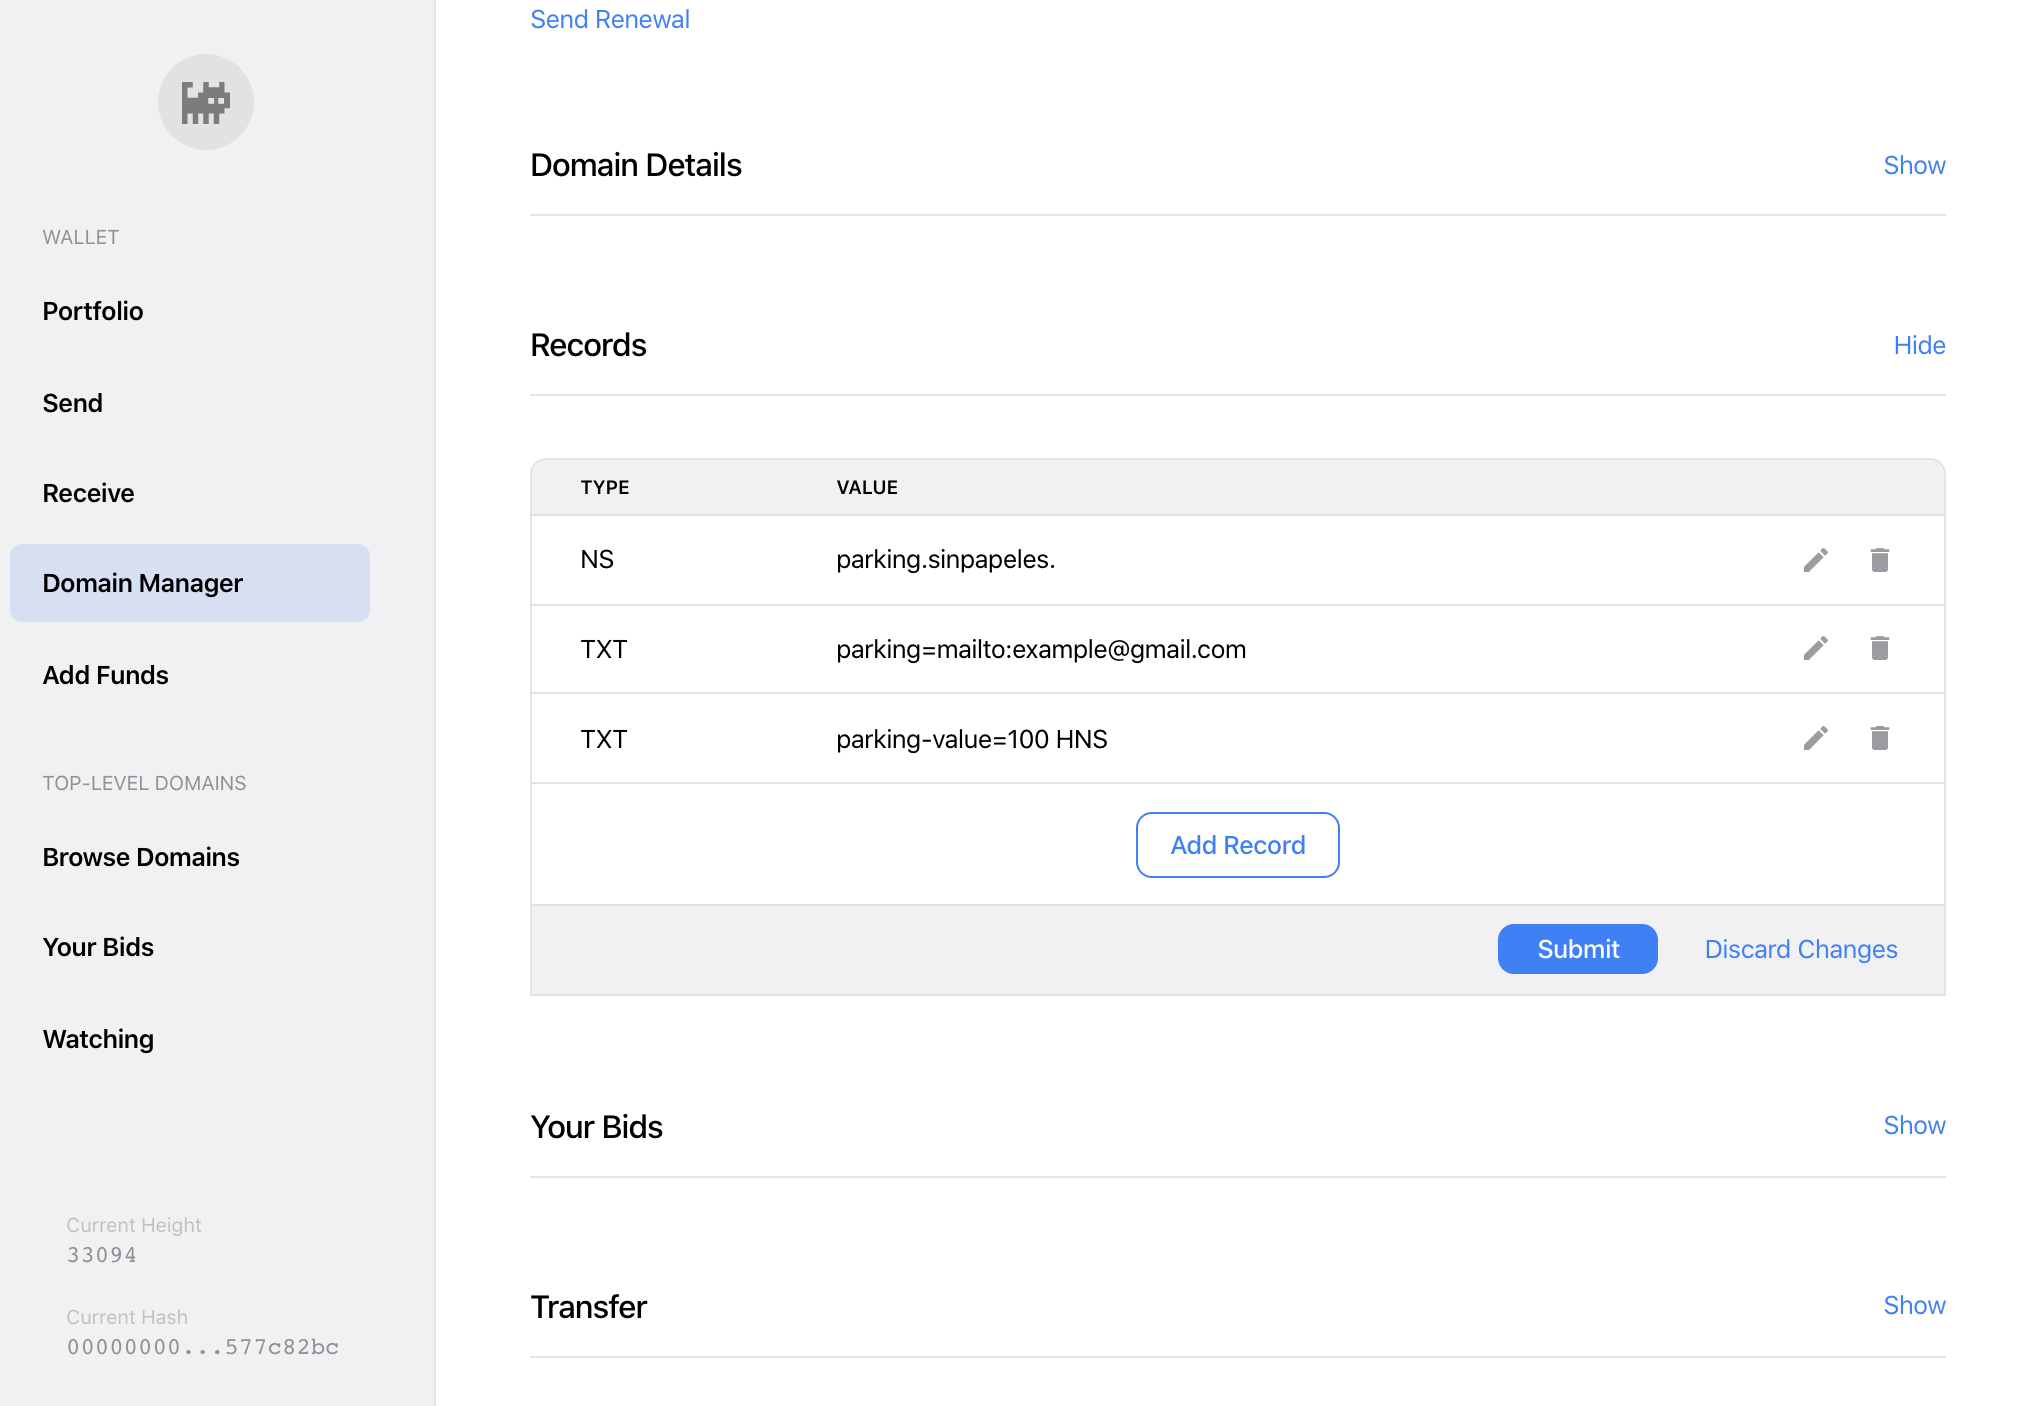 WALLET
Portfolio
Send
Receive
Domain Manager
Add Funds
TOP-LEVEL DOMAINS
Browse Domains
Your Bids
Watching
Current Height
33094
Current Hash
00000000...577c82bc
Send Renewal
Domain Details Show
Records Hide
TYPE VALUE
NS parking.sinpapeles.
TXT parking=mailto:example@gmail.com
TXT parking-value=100 HNS
Add Record
Submit Discard Changes
Your Bids Show
Transfer Show